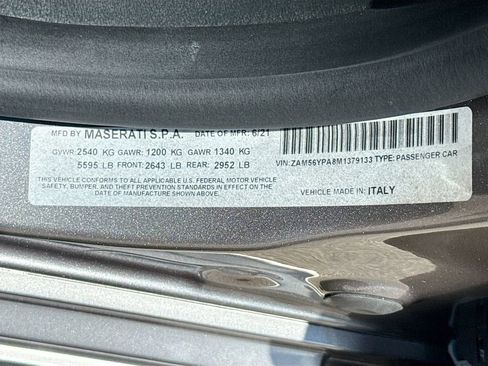 MFD BY MASERATI S.P.A. DATE OF MFR. 6/21
GVWR: 2540 KG GAWR: 1200 KG GAWR 1340 KG
5595 LB FRONT: 2643 LB REAR: 2952 LB
VIN: ZAM56YPA8M1379133 TYPE: PASSENGER CAR
THIS CAR CONFORMS TO ALL APPLICABLE U.S. FEDERAL MOTOR VEHICLE
SAFETY, BUMPER, AND THEFT PREVENTION STANDARDS IN EFFECT ON THE
DATE OF MANUFACTURE SHOWN ABOVE.
MADE IN: ITALY